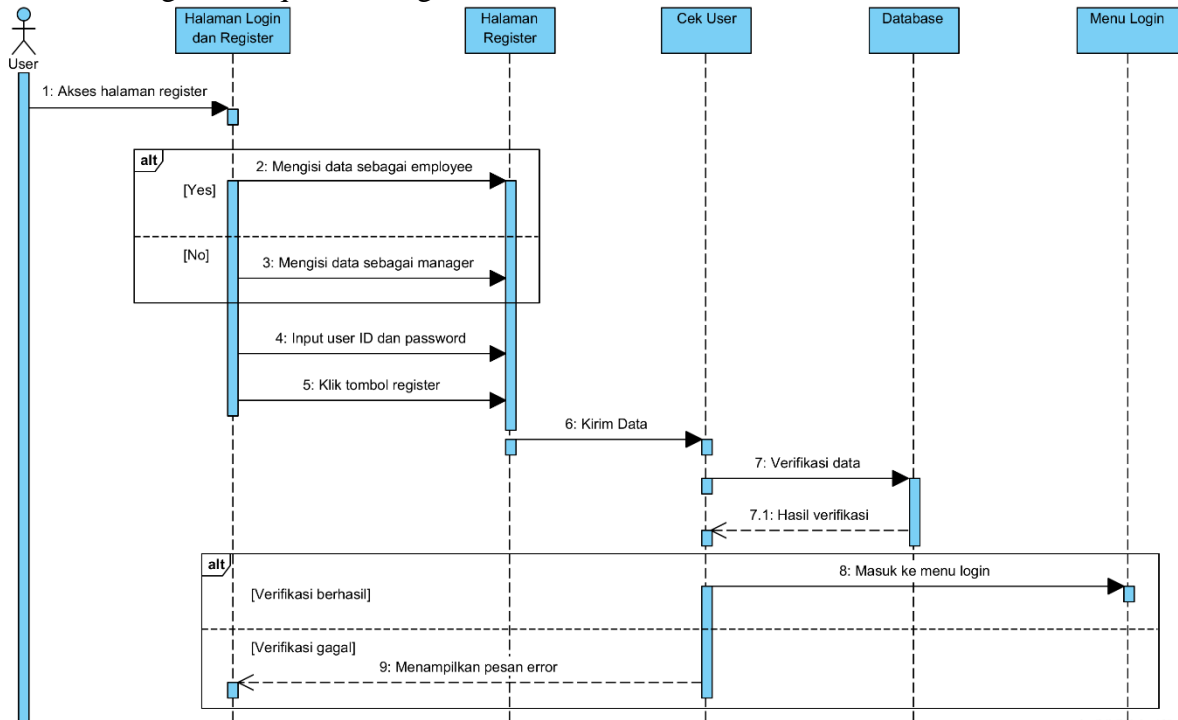 Halaman Login
dan Register
Halaman
Register
Cek User
Database
Menu Login
User
1: Akses halaman register
alt
2: Mengisi data sebagai employee
[Yes]
[No]
3: Mengisi data sebagai manager
4: Input user ID dan password
5: Klik tombol register
6: Kirim Data
7: Verifikasi data
7.1: Hasil verifikasi
alt
8: Masuk ke menu login
[Verifikasi berhasil]
[Verifikasi gagal]
9: Menampilkan pesan error